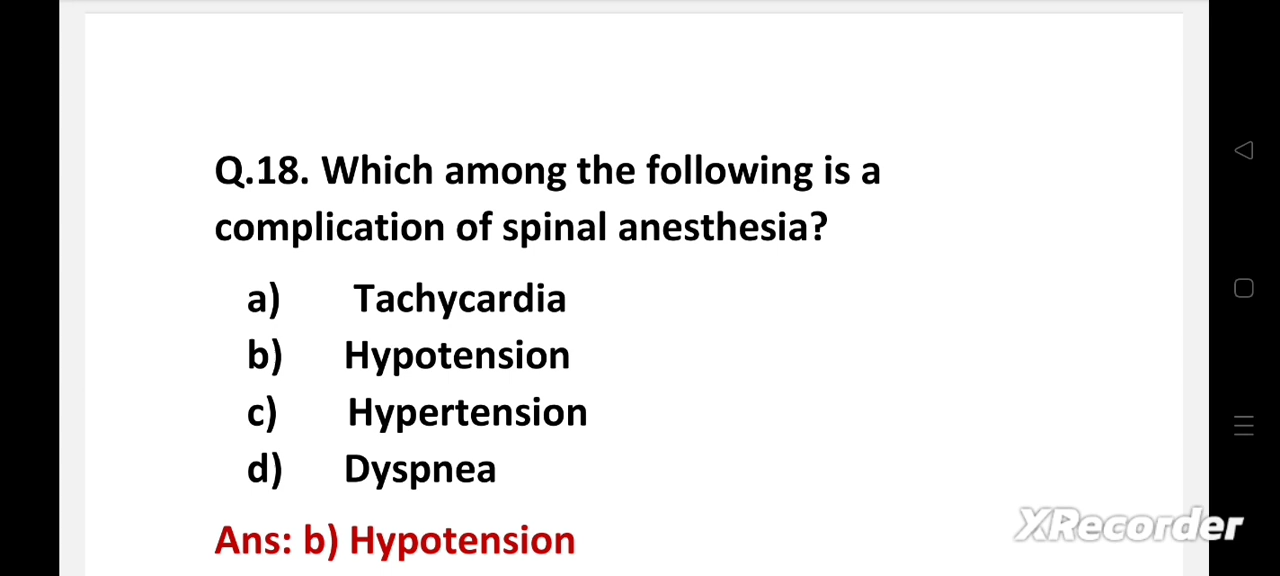 Q.18. Which among the following is a
complication of spinal anesthesia?
a) Tachycardia
b) Hypotension
c) Hypertension
d) Dyspnea
Ans: b) Hypotension
XRecorder